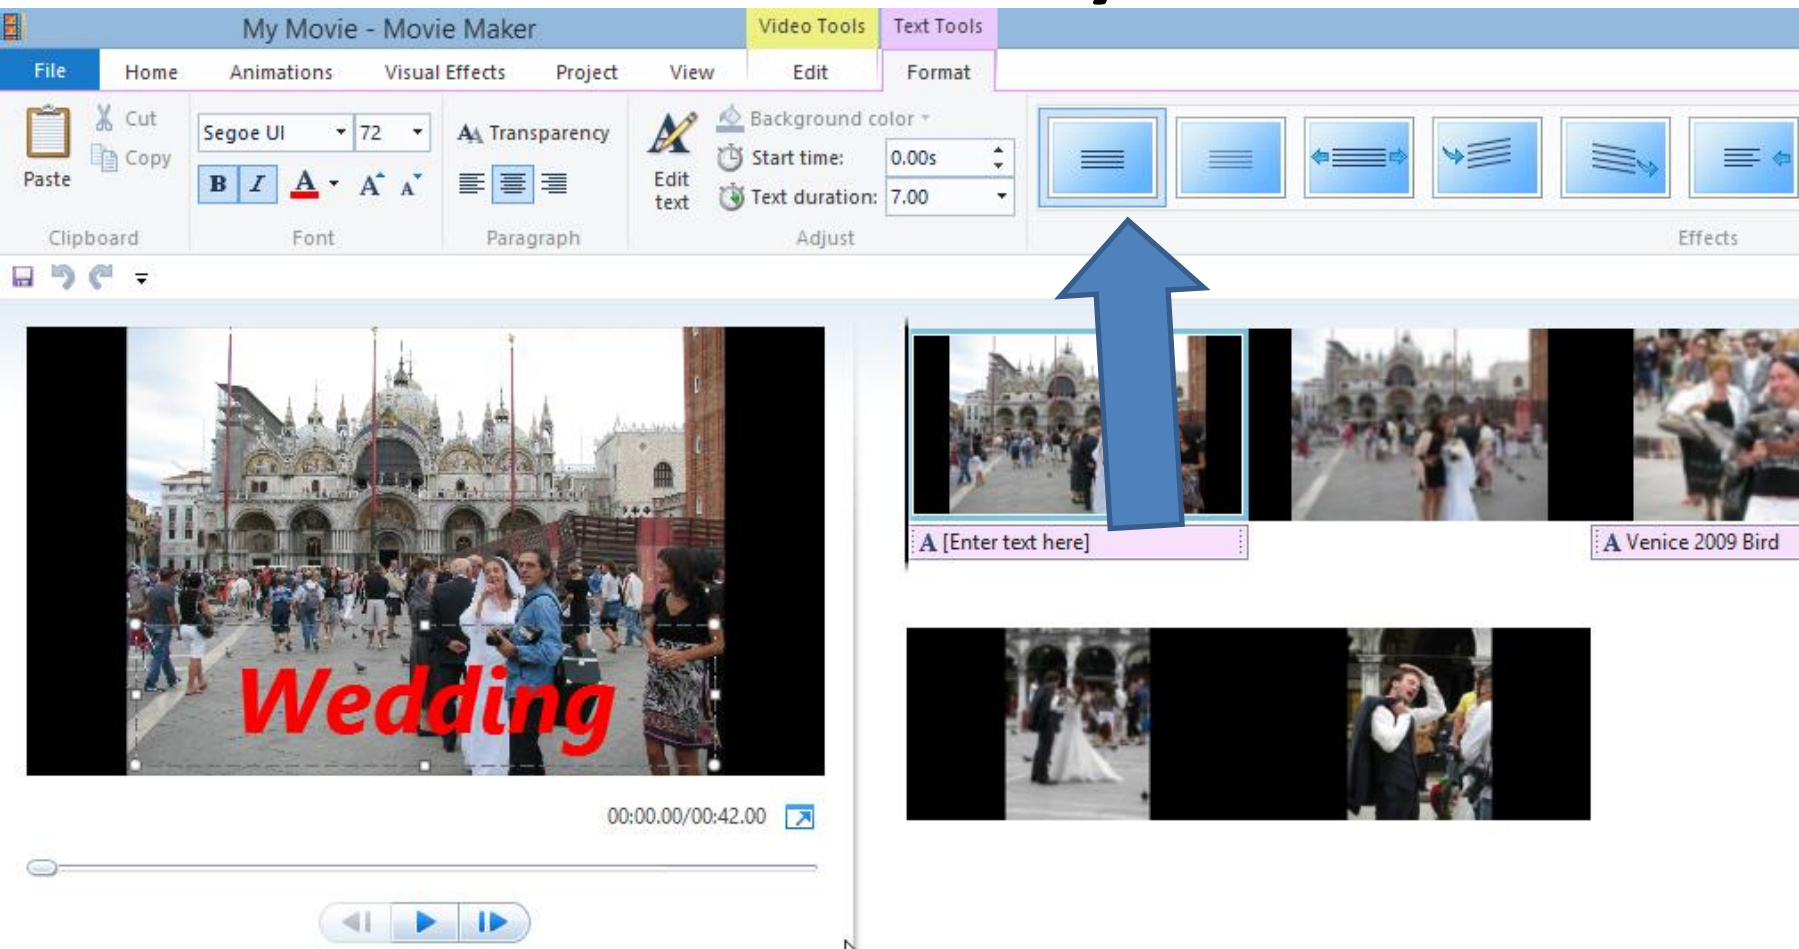 My Movie - Movie Maker
Video Tools
Text Tools
File
Home
Animations
Visual Effects
Project
View
Edit
Format
Paste
Cut
Copy
Clipboard
Segoe UI
72
B I A A A
Font
Transparency
Paragraph
Edit
text
Background color
Start time:
0.00s
Text duration:
7.00
Adjust
Effects
Wedding
00:00.00/00:42.00
A [Enter text here]
A Venice 2009 Bird